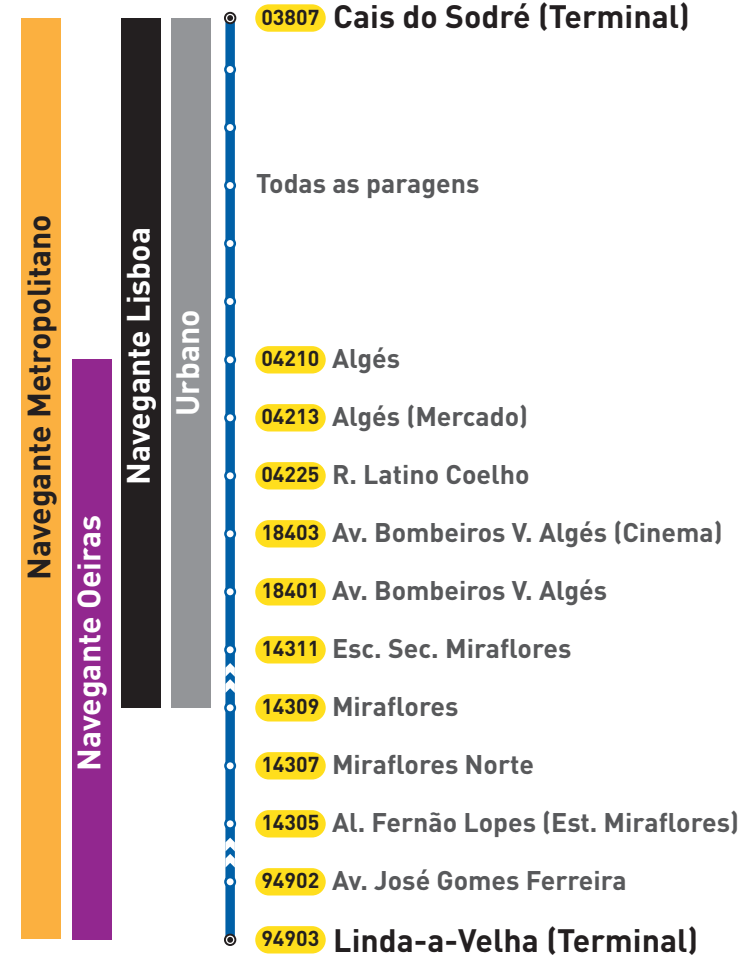 Navegante Metropolitano
Navegante Oeiras
Navegante Lisboa
Urbano
03807 Cais do Sodré (Terminal)
Todas as paragens
04210 Algés
04213 Algés (Mercado)
04225 R. Latino Coelho
18403 Av. Bombeiros V. Algés (Cinema)
18401 Av. Bombeiros V. Algés
14311 Esc. Sec. Miraflores
14309 Miraflores
14307 Miraflores Norte
14305 Al. Fernão Lopes (Est. Miraflores)
94902 Av. José Gomes Ferreira
94903 Linda-a-Velha (Terminal)